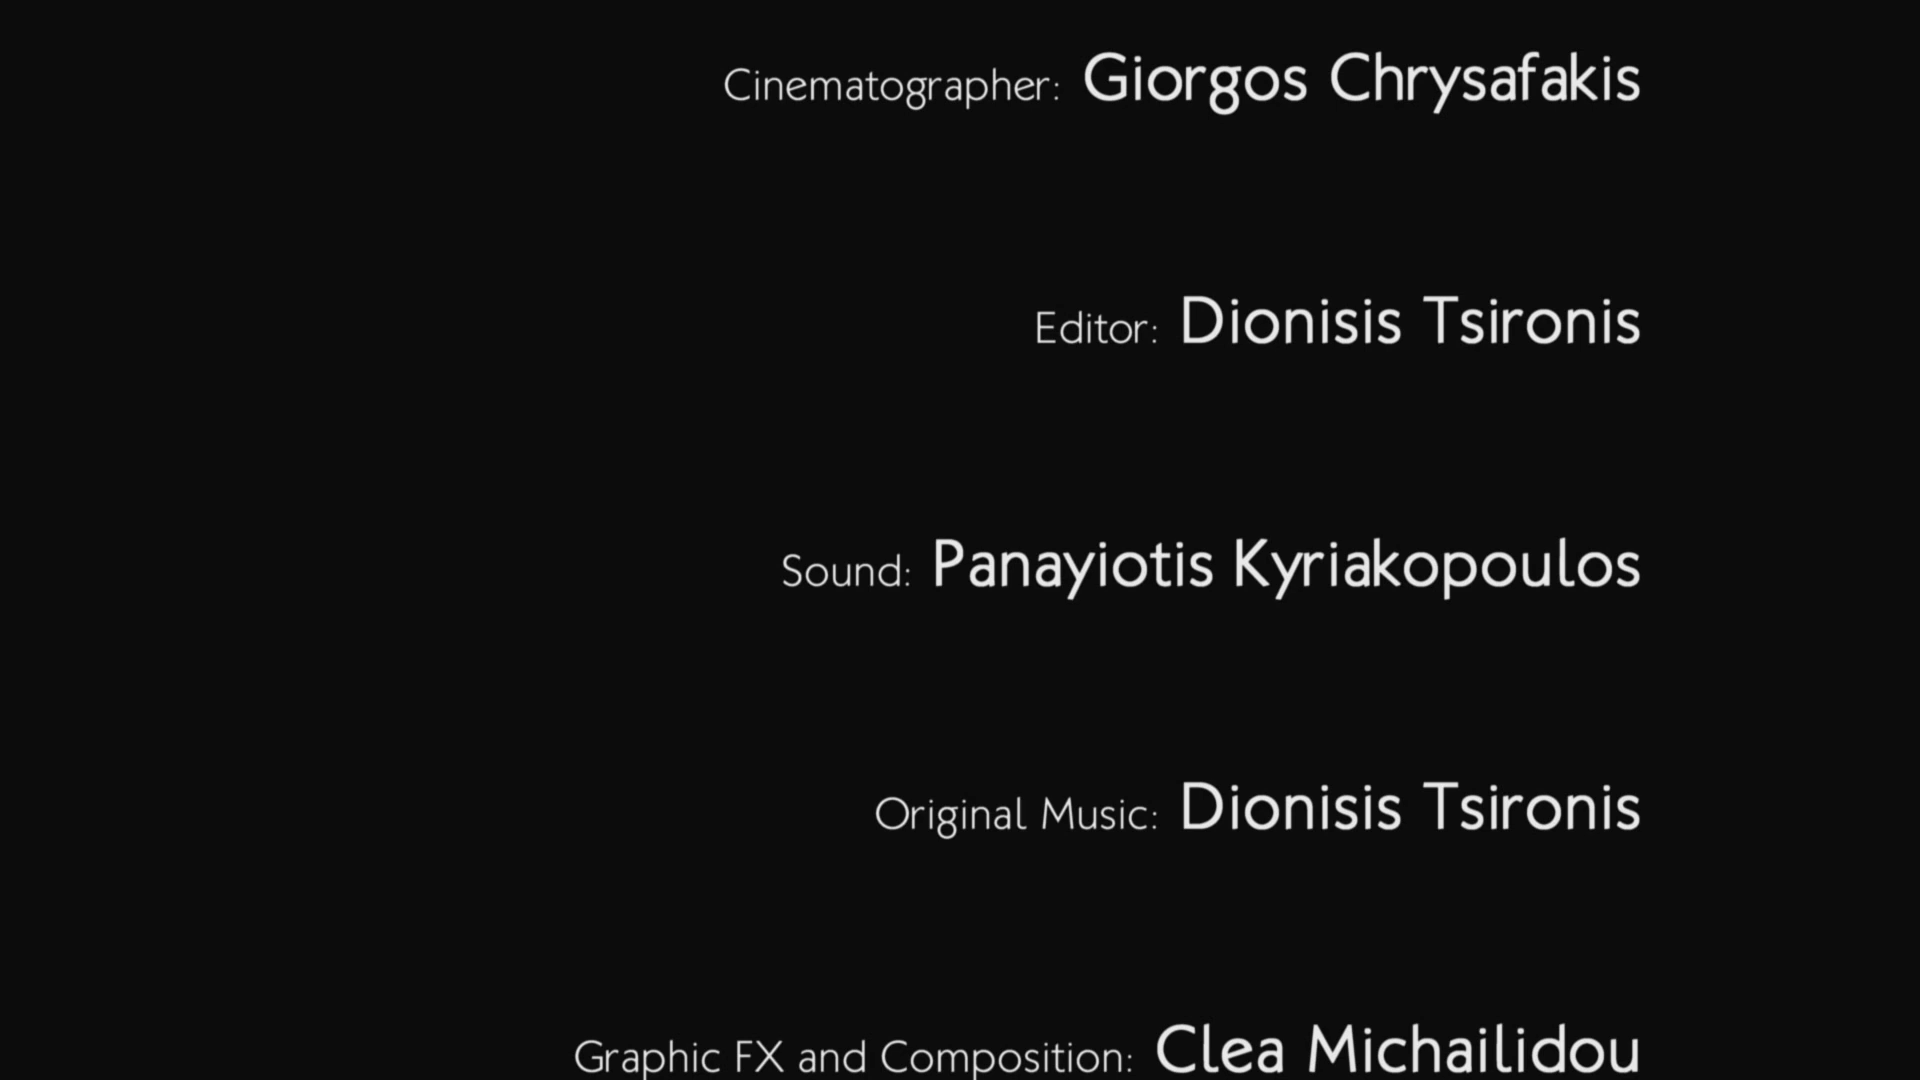 Cinematographer: Giorgos Chrysafakis
Editor: Dionisis Tsironis
Sound: Panayiotis Kyriakopoulos
Original Music: Dionisis Tsironis
Graphic FX and Composition: Clea Michailidou